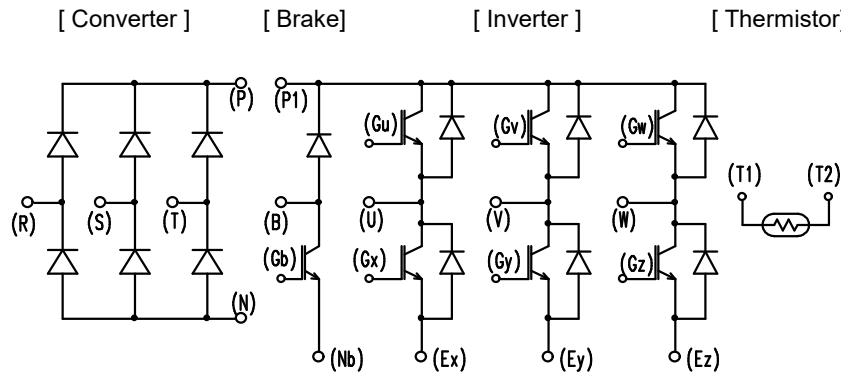 [ Converter ] [ Brake] [ Inverter ] [ Thermistor]
(P) (P1)
(Gu) (Gv) (Gw)
(T1) (T2)
(R) (S) (T) (B) (U) (V) (W)
(Gb) (Gx) (Gy) (Gz)
(N)
(Nb) (Ex) (Ey) (Ez)